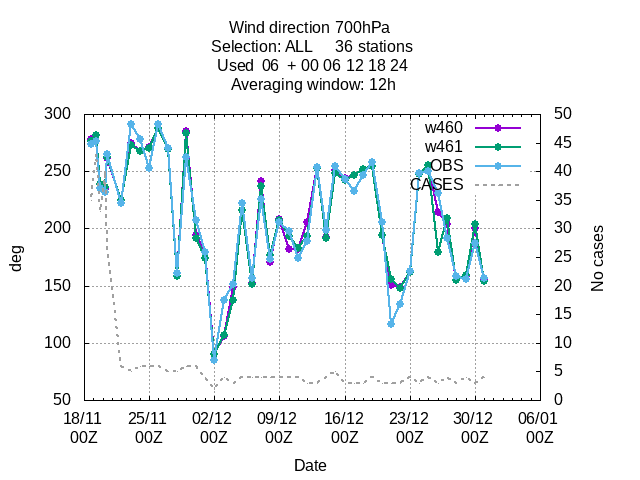 Wind direction 700hPa
Selection: ALL 36 stations
Used 06 + 00 06 12 18 24
Averaging window: 12h
300
250
200
150
100
50
deg
50
45
40
35
30
25
20
15
10
5
0
No cases
w460
w461
OBS
CASES
18/11 25/11 02/12 09/12 16/12 23/12 30/12 06/01
00Z 00Z 00Z 00Z 00Z 00Z 00Z 00Z
Date